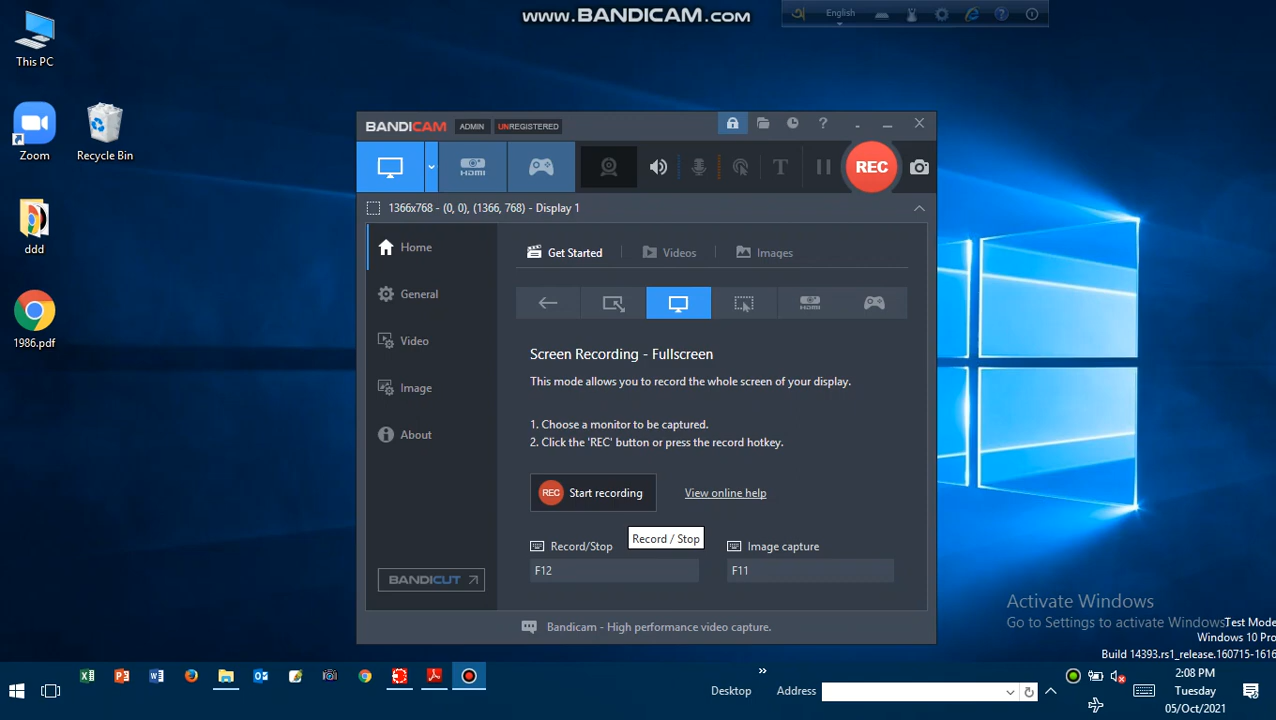 www.BANDICAM.com
English
This PC
Zoom
Recycle Bin
ddd
1986.pdf
BANDICAM ADMIN UNREGISTERED
HDMI
T
REC
1366x768 - (0, 0), (1366, 768) - Display 1
Home
General
Video
Image
About
BANDICUT
Get Started
Videos
Images
HDMI
Screen Recording - Fullscreen
This mode allows you to record the whole screen of your display.
1. Choose a monitor to be captured.
2. Click the 'REC' button or press the record hotkey.
REC Start recording
View online help
Record / Stop
Record/Stop
Image capture
F12
F11
Bandicam - High performance video capture.
Activate Windows
Go to Settings to activate Windows
Test Mode
Windows 10 Pro
Build 14393.rs1_release.160715-1616
Desktop
Address
2:08 PM
Tuesday
05/Oct/2021